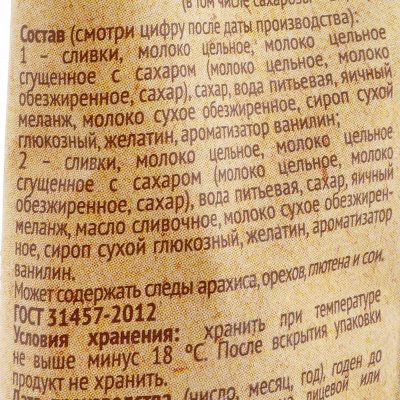 (в том числе сахарозы
Состав (смотри цифру после даты производства):
1 – сливки, молоко цельное, молоко цельное
сгущенное с сахаром (молоко цельное, молоко
обезжиренное, сахар), сахар, вода питьевая, яичный
меланж, молоко сухое обезжиренное, сироп сухой
глюкозный, желатин, ароматизатор ванилин;
2 – сливки, молоко цельное, молоко цельное
сгущенное с сахаром (молоко цельное, молоко
обезжиренное, сахар), вода питьевая, сахар, яичный
меланж, масло сливочное, молоко сухое обезжирен-
ное, сироп сухой глюкозный, желатин, ароматизатор
ванилин.
Может содержать следы арахиса, орехов, глютена и сои.
ГОСТ 31457-2012
Условия хранения: хранить при температуре
не выше минус 18 °С. После вскрытия упаковки
продукт не хранить.
(число, месяц, год), годен до
лицевой или